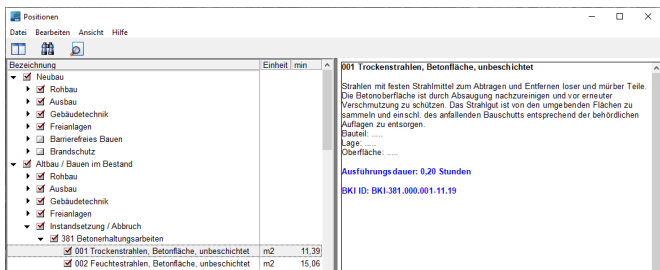 Positionen
Datei Bearbeiten Ansicht Hilfe
Bezeichnung Einheit min
Neubau
Rohbau
Ausbau
Gebäudetechnik
Freianlagen
Barrierefreies Bauen
Brandschutz
Altbau / Bauen im Bestand
Rohbau
Ausbau
Gebäudetechnik
Freianlagen
Instandsetzung / Abbruch
381 Betonerhaltungsarbeiten
001 Trockenstrahlen, Betonfläche, unbeschichtet m2 11,39
002 Feuchtestrahlen, Betonfläche, unbeschichtet m2 15,06
001 Trockenstrahlen, Betonfläche, unbeschichtet
Strahlen mit festen Strahlmittel zum Abtragen und Entfernen loser und mürber Teile.
Die Betonoberfläche ist durch Absaugung nachzureinigen und vor erneuter
Verschmutzung zu schützen. Das Strahlgut ist von den umgebenden Flächen zu
sammeln und einschl. des anfallenden Bauschutts entsprechend der behördlichen
Auflagen zu entsorgen.
Bauteil: .....
Lage: .....
Oberfläche: .....
Ausführungsdauer: 0,20 Stunden
BKI ID: BKI-381.000.001-11.19